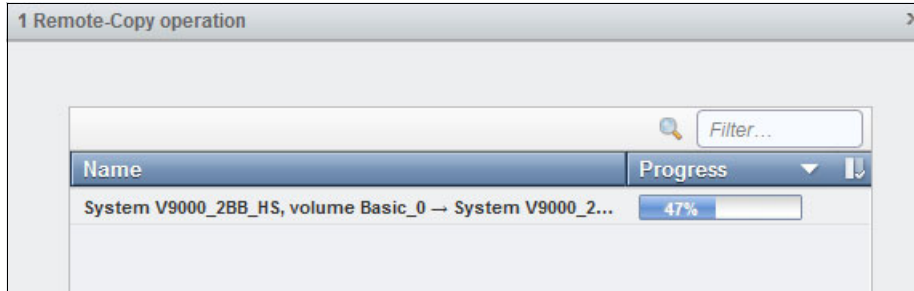 1 Remote-Copy operation
Filter...
Name Progress
System V9000_2BB_HS, volume Basic_0 → System V9000_2... 47%